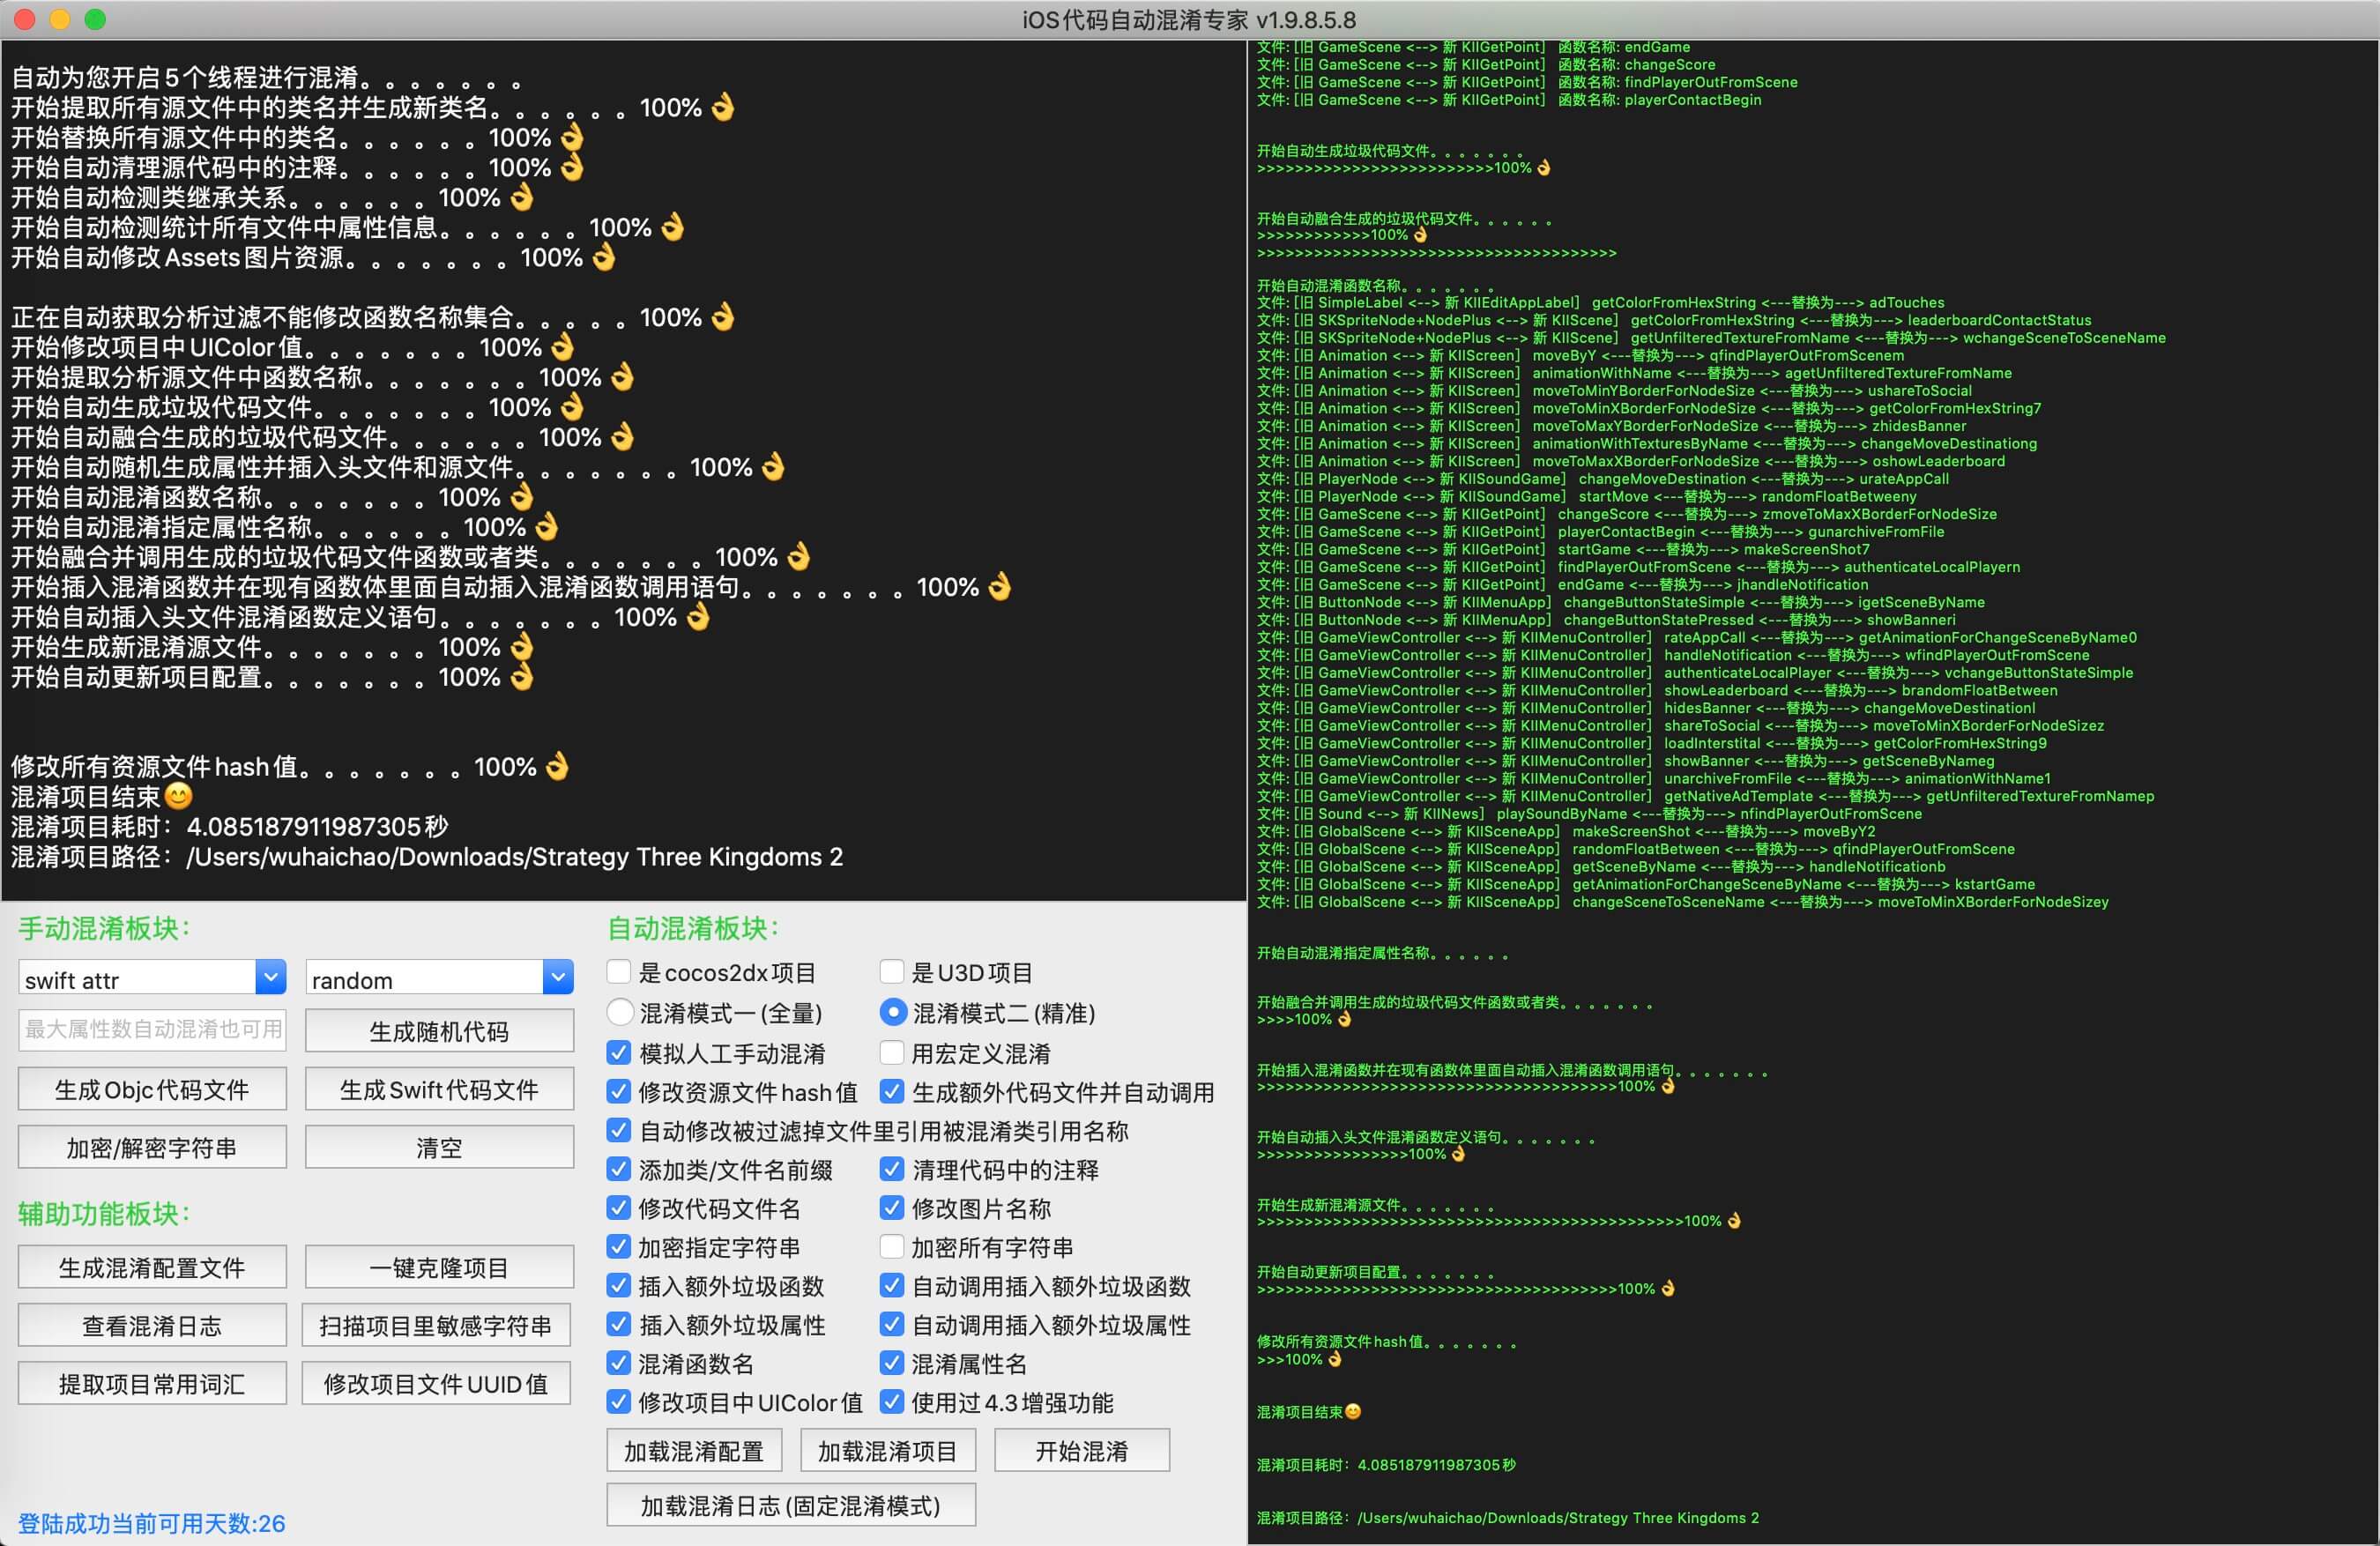 iOS代码自动混淆专家 v1.9.8.5.8
自动为您开启5个线程进行混淆。。。。。。。
开始提取所有源文件中的类名并生成新类名。。。。。。100%👌
开始替换所有源文件中的类名。。。。。。100%👌
开始自动清理源代码中的注释。。。。。。100%👌
开始自动检测类继承关系。。。。。。100%👌
开始自动检测统计所有文件中属性信息。。。。。。100%👌
开始自动修改Assets图片资源。。。。。。。100%👌
正在自动获取分析过滤不能修改函数名称集合。。。。。100%👌
开始修改项目中UIColor值。。。。。。。100%👌
开始提取分析源文件中函数名称。。。。。。。100%👌
开始自动生成垃圾代码文件。。。。。。。100%👌
开始自动融合生成的垃圾代码文件。。。。。。100%👌
开始自动随机生成属性并插入头文件和源文件。。。。。。。100%👌
开始自动混淆函数名称。。。。。。。100%👌
开始自动混淆指定属性名称。。。。。。100%👌
开始融合并调用生成的垃圾代码文件函数或者类。。。。。。。100%👌
开始插入混淆函数并在现有函数体里面自动插入混淆函数调用语句。。。。。。。100%👌
开始自动插入头文件混淆函数定义语句。。。。。。。100%👌
开始生成新混淆源文件。。。。。。。100%👌
开始自动更新项目配置。。。。。。。100%👌
修改所有资源文件hash值。。。。。。。100%👌
混淆项目结束😊
混淆项目耗时：4.085187911987305秒
混淆项目路径：/Users/wuhaichao/Downloads/Strategy Three Kingdoms 2
手动混淆板块：
swift attr
random
最大属性数自动混淆也可用
生成随机代码
生成Objc代码文件
生成Swift代码文件
加密/解密字符串
清空
辅助功能板块：
生成混淆配置文件
一键克隆项目
查看混淆日志
扫描项目里敏感字符串
提取项目常用词汇
修改项目文件UUID值
登陆成功当前可用天数:26
自动混淆板块：
是cocos2dx项目
是U3D项目
混淆模式一(全量)
混淆模式二(精准)
模拟人工手动混淆
用宏定义混淆
修改资源文件hash值
生成额外代码文件并自动调用
自动修改被过滤掉文件里引用被混淆类引用名称
添加类/文件名前缀
清理代码中的注释
修改代码文件名
修改图片名称
加密指定字符串
加密所有字符串
插入额外垃圾函数
自动调用插入额外垃圾函数
插入额外垃圾属性
自动调用插入额外垃圾属性
混淆函数名
混淆属性名
修改项目中UIColor值
使用过4.3增强功能
加载混淆配置
加载混淆项目
开始混淆
加载混淆日志(固定混淆模式)
文件: [旧 GameScene <--> 新 KIIGetPoint] 函数名称: endGame
文件: [旧 GameScene <--> 新 KIIGetPoint] 函数名称: changeScore
文件: [旧 GameScene <--> 新 KIIGetPoint] 函数名称: findPlayerOutFromScene
文件: [旧 GameScene <--> 新 KIIGetPoint] 函数名称: playerContactBegin
开始自动生成垃圾代码文件。。。。。。。
>>>>>>>>>>>>>>>>>>>>>>>>>100%👌
开始自动融合生成的垃圾代码文件。。。。。。
>>>>>>>>>>>>100%👌
>>>>>>>>>>>>>>>>>>>>>>>>>>>>>>>>>>>>>>
开始自动混淆函数名称。。。。。。。
文件: [旧 SimpleLabel <--> 新 KIIEditAppLabel] getColorFromHexString <---替换为---> adTouches
文件: [旧 SKSpriteNode+NodePlus <--> 新 KIIScene] getColorFromHexString <---替换为---> leaderboardContactStatus
文件: [旧 SKSpriteNode+NodePlus <--> 新 KIIScene] getUnfilteredTextureFromName <---替换为---> wchangeSceneToSceneName
文件: [旧 Animation <--> 新 KIIScreen] moveByY <---替换为---> qfindPlayerOutFromScenem
文件: [旧 Animation <--> 新 KIIScreen] animationWithName <---替换为---> agetUnfilteredTextureFromName
文件: [旧 Animation <--> 新 KIIScreen] moveToMinYBorderForNodeSize <---替换为---> ushareToSocial
文件: [旧 Animation <--> 新 KIIScreen] moveToMinXBorderForNodeSize <---替换为---> getColorFromHexString7
文件: [旧 Animation <--> 新 KIIScreen] moveToMaxYBorderForNodeSize <---替换为---> zhidesBanner
文件: [旧 Animation <--> 新 KIIScreen] animationWithTexturesByName <---替换为---> changeMoveDestinationg
文件: [旧 Animation <--> 新 KIIScreen] moveToMaxXBorderForNodeSize <---替换为---> oshowLeaderboard
文件: [旧 PlayerNode <--> 新 KIISoundGame] changeMoveDestination <---替换为---> urateAppCall
文件: [旧 PlayerNode <--> 新 KIISoundGame] startMove <---替换为---> randomFloatBetweeny
文件: [旧 GameScene <--> 新 KIIGetPoint] changeScore <---替换为---> zmoveToMaxXBorderForNodeSize
文件: [旧 GameScene <--> 新 KIIGetPoint] playerContactBegin <---替换为---> gunarchiveFromFile
文件: [旧 GameScene <--> 新 KIIGetPoint] startGame <---替换为---> makeScreenShot7
文件: [旧 GameScene <--> 新 KIIGetPoint] findPlayerOutFromScene <---替换为---> authenticateLocalPlayern
文件: [旧 GameScene <--> 新 KIIGetPoint] endGame <---替换为---> jhandleNotification
文件: [旧 ButtonNode <--> 新 KIIMenuApp] changeButtonStateSimple <---替换为---> igetSceneByName
文件: [旧 ButtonNode <--> 新 KIIMenuApp] changeButtonStatePressed <---替换为---> showBanneri
文件: [旧 GameViewController <--> 新 KIIMenuController] rateAppCall <---替换为---> getAnimationForChangeSceneByName0
文件: [旧 GameViewController <--> 新 KIIMenuController] handleNotification <---替换为---> wfindPlayerOutFromScene
文件: [旧 GameViewController <--> 新 KIIMenuController] authenticateLocalPlayer <---替换为---> vchangeButtonStateSimple
文件: [旧 GameViewController <--> 新 KIIMenuController] showLeaderboard <---替换为---> brandomFloatBetween
文件: [旧 GameViewController <--> 新 KIIMenuController] hidesBanner <---替换为---> changeMoveDestinationl
文件: [旧 GameViewController <--> 新 KIIMenuController] shareToSocial <---替换为---> moveToMinXBorderForNodeSizez
文件: [旧 GameViewController <--> 新 KIIMenuController] loadInterstital <---替换为---> getColorFromHexString9
文件: [旧 GameViewController <--> 新 KIIMenuController] showBanner <---替换为---> getSceneByNameg
文件: [旧 GameViewController <--> 新 KIIMenuController] unarchiveFromFile <---替换为---> animationWithName1
文件: [旧 GameViewController <--> 新 KIIMenuController] getNativeAdTemplate <---替换为---> getUnfilteredTextureFromNamep
文件: [旧 Sound <--> 新 KIINews] playSoundByName <---替换为---> nfindPlayerOutFromScene
文件: [旧 GlobalScene <--> 新 KIISceneApp] makeScreenShot <---替换为---> moveByY2
文件: [旧 GlobalScene <--> 新 KIISceneApp] randomFloatBetween <---替换为---> qfindPlayerOutFromScene
文件: [旧 GlobalScene <--> 新 KIISceneApp] getSceneByName <---替换为---> handleNotificationb
文件: [旧 GlobalScene <--> 新 KIISceneApp] getAnimationForChangeSceneByName <---替换为---> kstartGame
文件: [旧 GlobalScene <--> 新 KIISceneApp] changeSceneToSceneName <---替换为---> moveToMinXBorderForNodeSizey
开始自动混淆指定属性名称。。。。。。
开始融合并调用生成的垃圾代码文件函数或者类。。。。。。。
>>>>100%👌
开始插入混淆函数并在现有函数体里面自动插入混淆函数调用语句。。。。。。。
>>>>>>>>>>>>>>>>>>>>>>>>>>>>>>>>>>>>>>100%👌
开始自动插入头文件混淆函数定义语句。。。。。。。
>>>>>>>>>>>>>>>>100%👌
开始生成新混淆源文件。。。。。。。
>>>>>>>>>>>>>>>>>>>>>>>>>>>>>>>>>>>>>>>>>>>>>100%👌
开始自动更新项目配置。。。。。。。
>>>>>>>>>>>>>>>>>>>>>>>>>>>>>>>>>>>>>>100%👌
修改所有资源文件hash值。。。。。。。
>>>100%👌
混淆项目结束😊
混淆项目耗时：4.085187911987305秒
混淆项目路径：/Users/wuhaichao/Downloads/Strategy Three Kingdoms 2